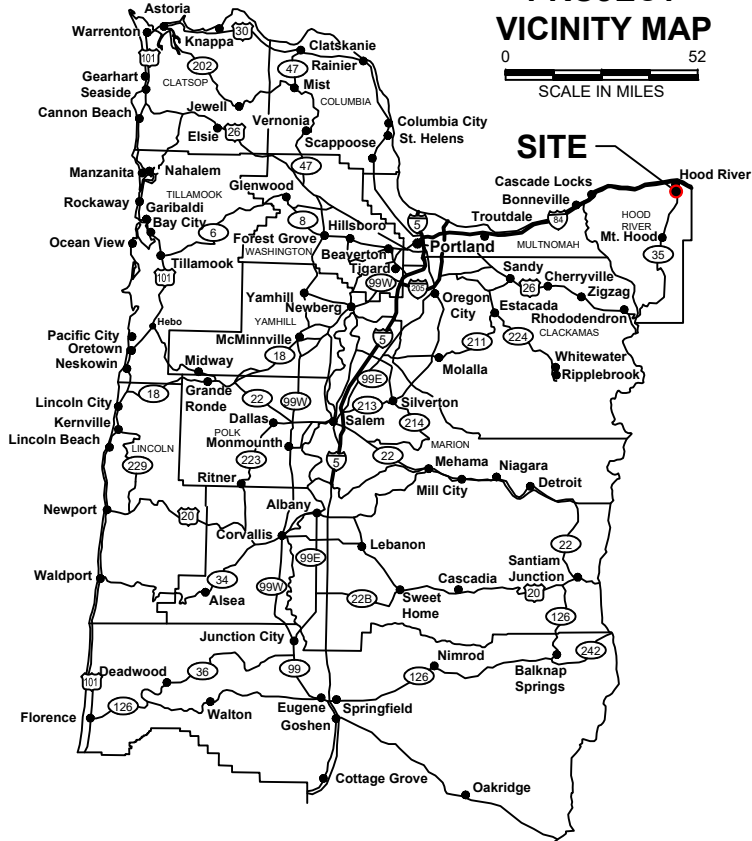 VICINITY MAP
0 52
SCALE IN MILES
SITE
Astoria
Warrenton
Knappa
30
Clatskanie
Rainier
101
202
CLATSOP
47
Gearhart
Seaside
Mist
COLUMBIA
Jewell
Cannon Beach
Vernonia
Columbia City
Elsie
26
Scappoose
St. Helens
47
Manzanita
Nahalem
TILLAMOOK
Glenwood
Cascade Locks
Hood River
Bonneville
84
Rockaway
Garibaldi
Bay City
8
Hillsboro
5
Troutdale
HOOD
RIVER
6
Forest Grove
Portland
MULTNOMAH
Mt. Hood
Ocean View
WASHINGTON
Beaverton
35
Tillamook
Tigard
101
99W
205
Sandy
26
Cherryville
Yamhill
Oregon
City
Zigzag
Newberg
Estacada
Rhododendron
Hebo
YAMHILL
CLACKAMAS
Pacific City
McMinnville
5
211
224
Oretown
18
Whitewater
Neskowin
Midway
Molalla
Ripplebrook
99E
18
Grande
Ronde
22
99W
213
Silverton
Lincoln City
Dallas
Salem
214
Kernville
POLK
Lincoln Beach
Monmouth
MARION
LINCOLN
5
22
Mehama
229
223
Niagara
Ritner
Mill City
Detroit
Newport
20
Albany
Corvallis
22
99E
Lebanon
Waldport
34
99W
Santiam
Junction
Cascadia
Alsea
22B
Sweet
Home
20
126
Junction City
242
Deadwood
36
99
Nimrod
Balknap
Springs
101
126
126
Eugene
Springfield
Florence
Walton
Goshen
Cottage Grove
Oakridge